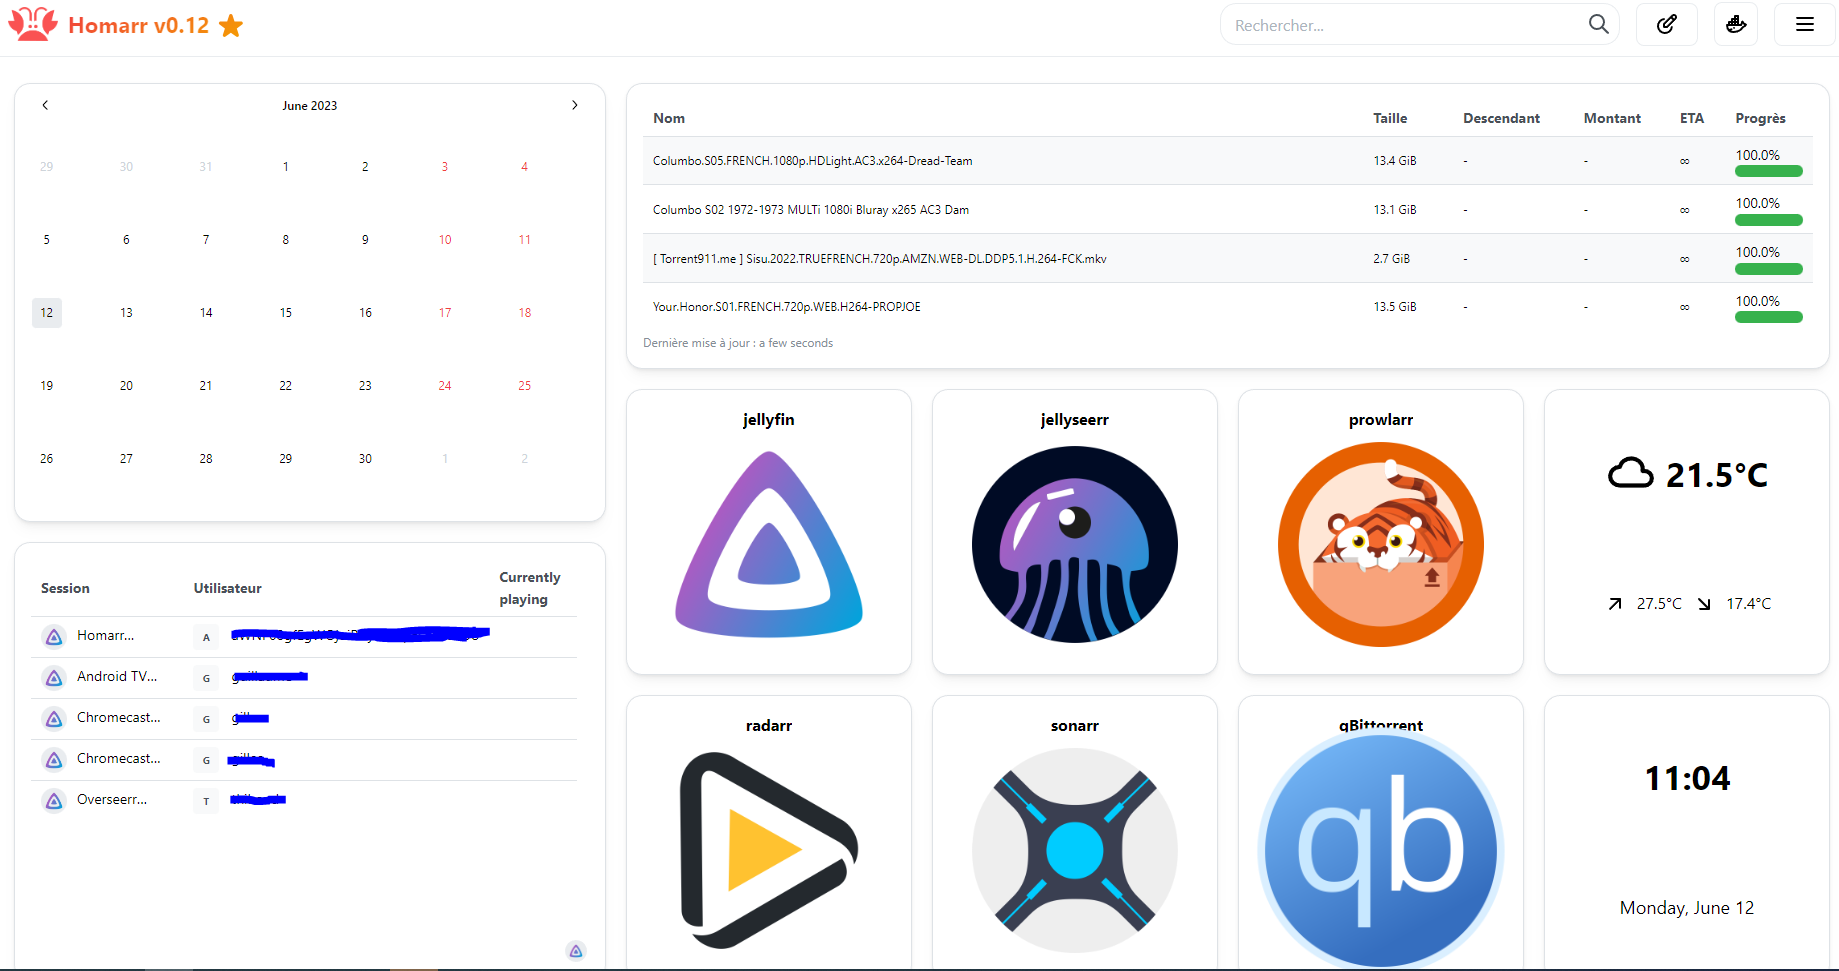 Homarr v0.12
Rechercher...
June 2023
29 30 31 1 2 3 4
5 6 7 8 9 10 11
12 13 14 15 16 17 18
19 20 21 22 23 24 25
26 27 28 29 30 1 2
Nom Taille Descendant Montant ETA Progrès
Columbo.S05.FRENCH.1080p.HDLight.AC3.x264-Dread-Team 13.4 GiB - - ∞ 100.0%
Columbo S02 1972-1973 MULTi 1080i Bluray x265 AC3 Dam 13.1 GiB - - ∞ 100.0%
[ Torrent911.me ] Sisu.2022.TRUEFRENCH.720p.AMZN.WEB-DL.DDP5.1.H.264-FCK.mkv 2.7 GiB - - ∞ 100.0%
Your.Honor.S01.FRENCH.720p.WEB.H264-PROPJOE 13.5 GiB - - ∞ 100.0%
Dernière mise à jour : a few seconds
Session Utilisateur Currently
playing
Homarr... A
Android TV... G
Chromecast... G
Chromecast... G
Overseerr... T
jellyfin
jellyseerr
prowlarr
21.5°C
27.5°C 17.4°C
radarr
sonarr
qBittorrent
qb
11:04
Monday, June 12